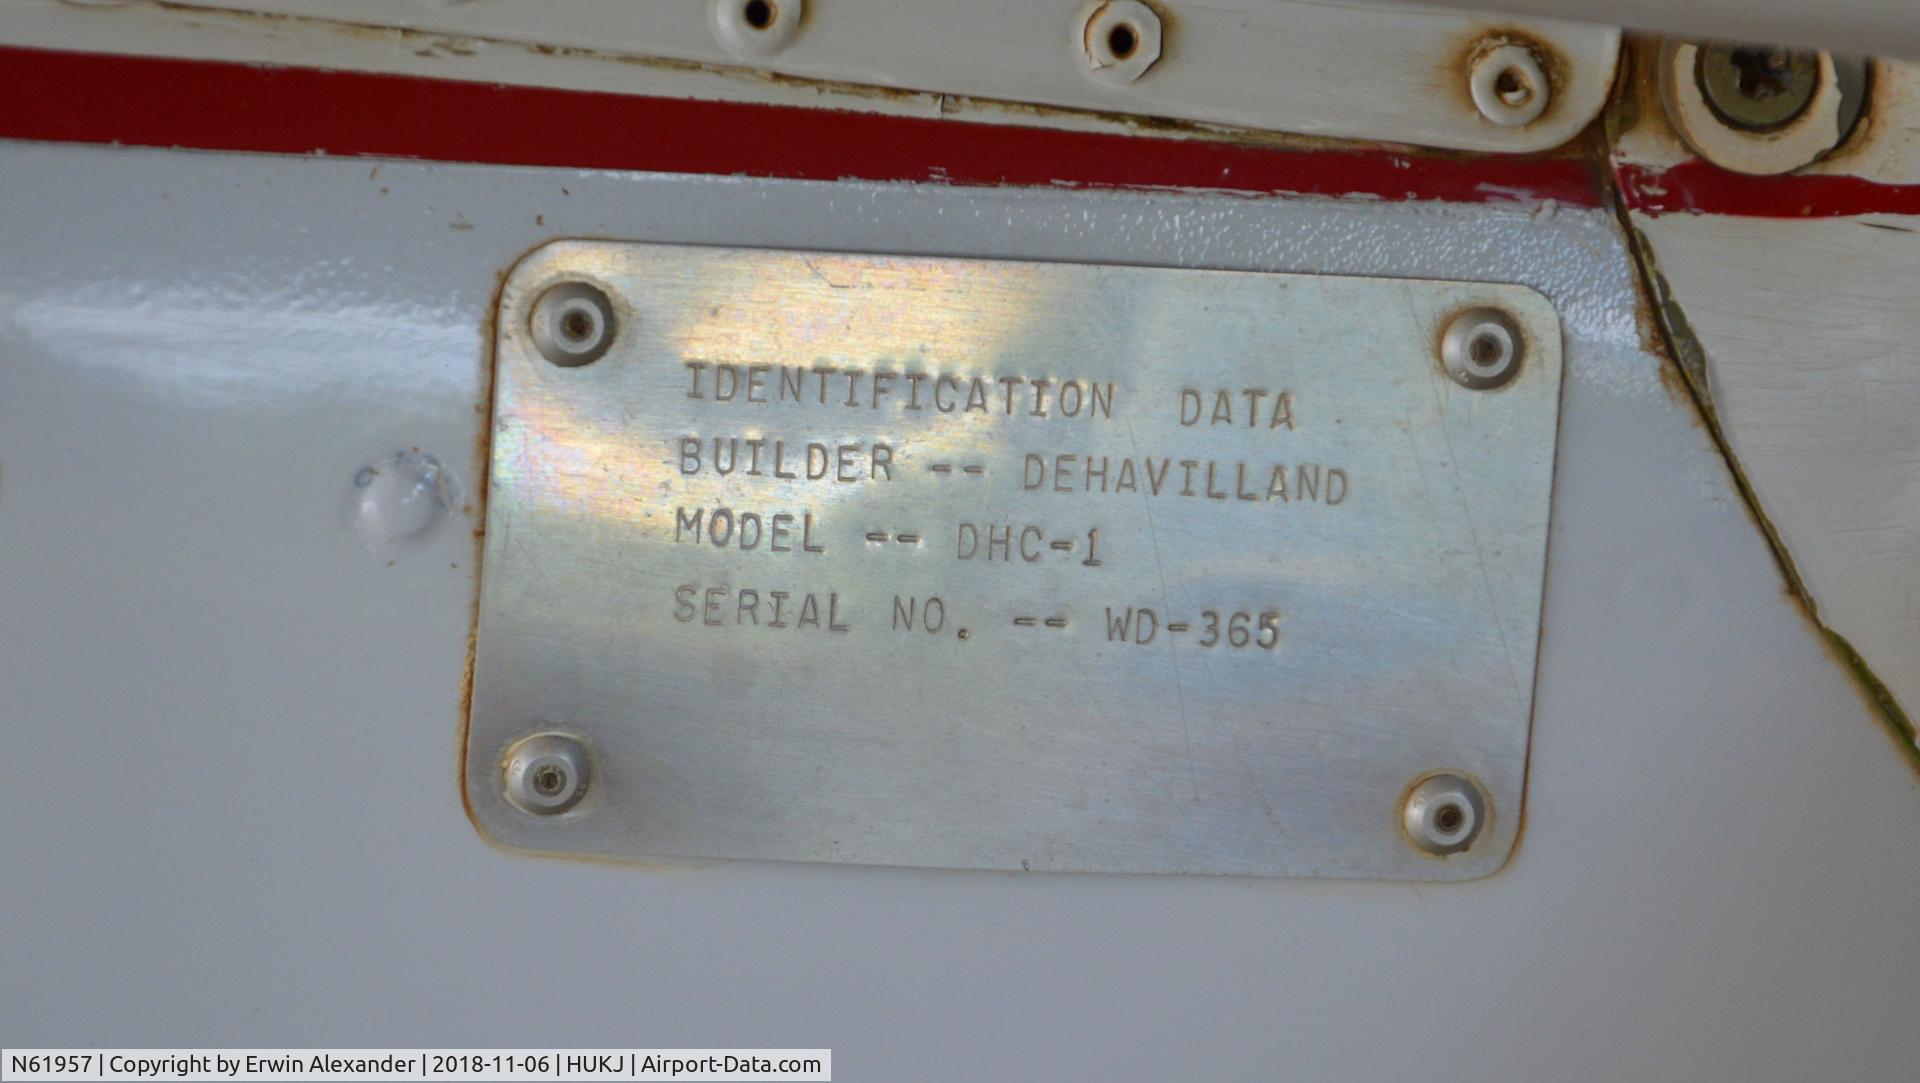 IDENTIFICATION DATA
BUILDER -- DEHAVILLAND
MODEL -- DHC-1
SERIAL NO. -- WD-365
N61957 | Copyright by Erwin Alexander | 2018-11-06 | HUKJ | Airport-Data.com